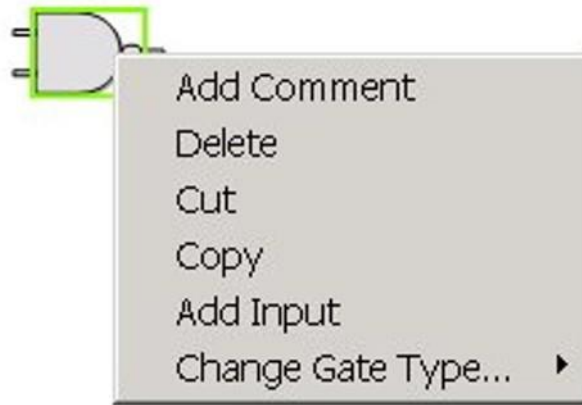 Add Comment
Delete
Cut
Copy
Add Input
Change Gate Type...